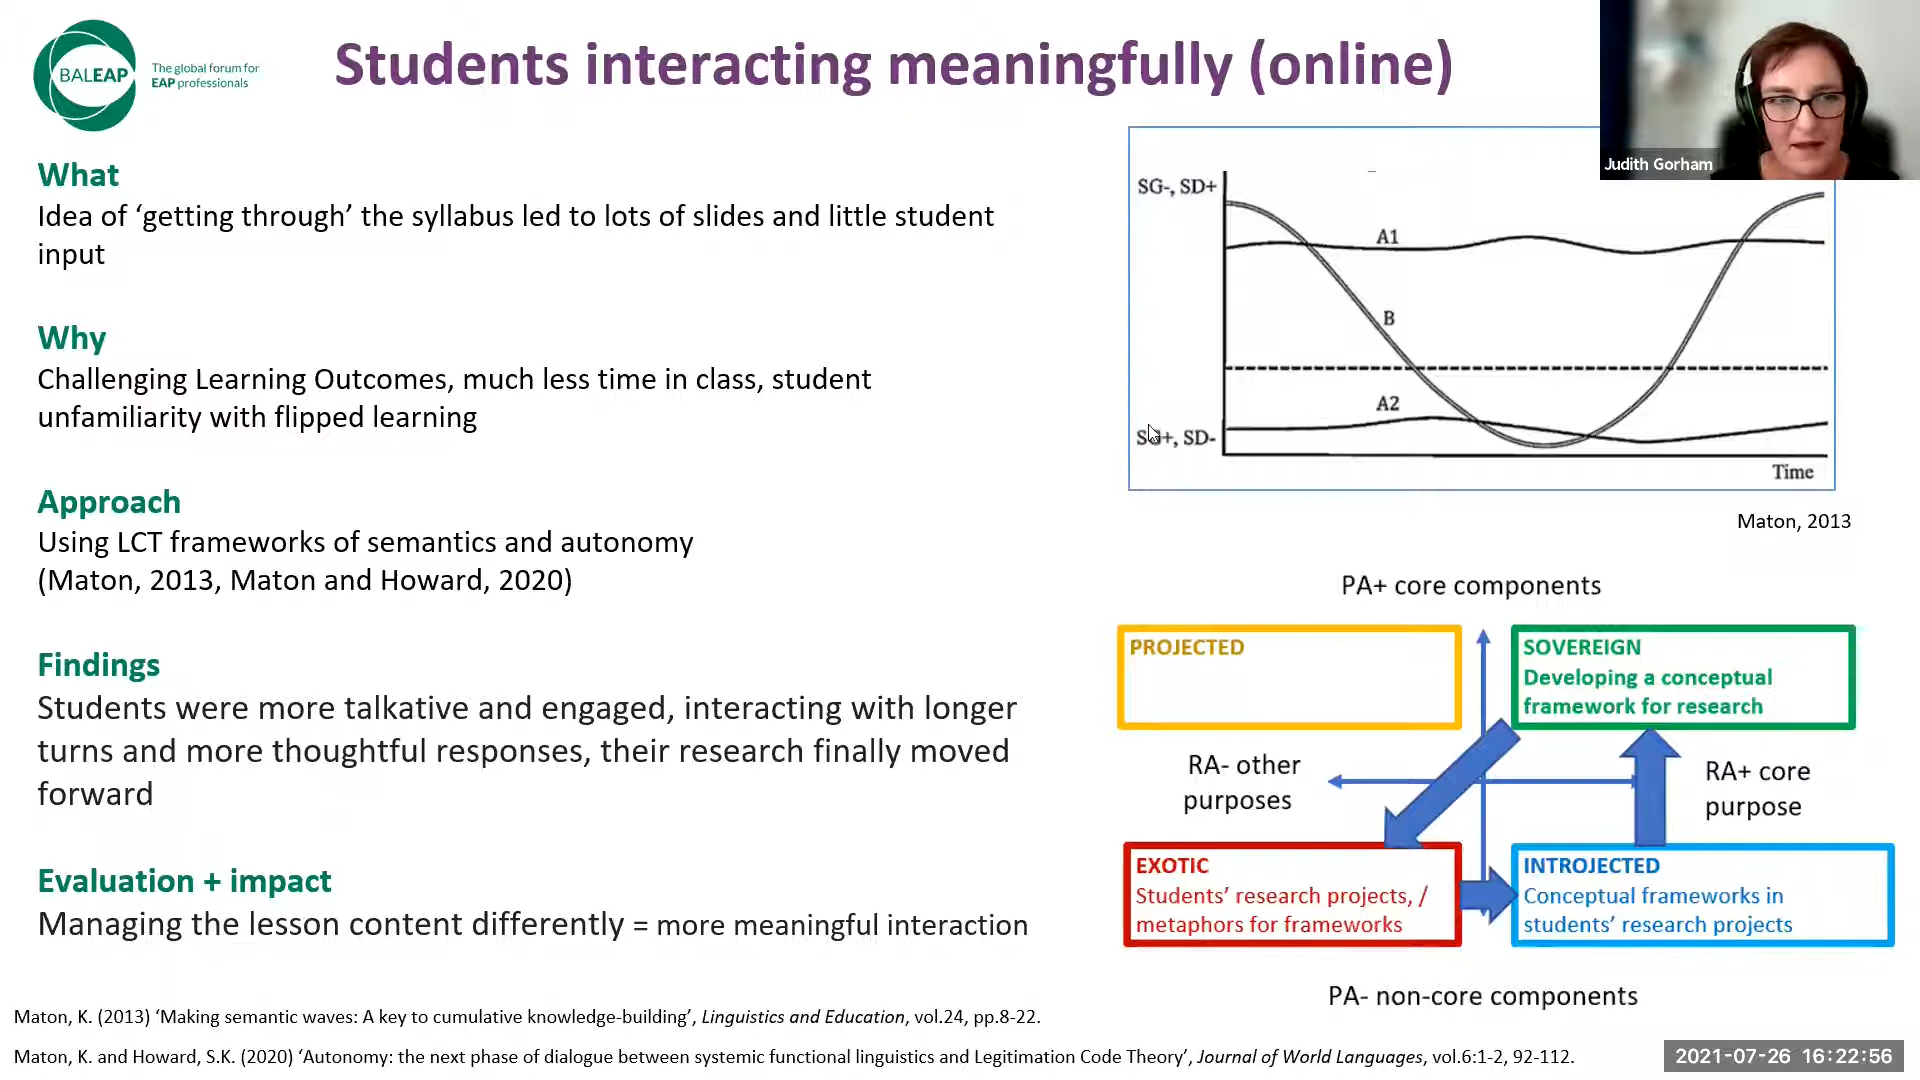 BALEAP
The global forum for
EAP professionals
Students interacting meaningfully (online)
Judith Gorham
What
Idea of ‘getting through’ the syllabus led to lots of slides and little student
input
Why
Challenging Learning Outcomes, much less time in class, student
unfamiliarity with flipped learning
Approach
Using LCT frameworks of semantics and autonomy
(Maton, 2013, Maton and Howard, 2020)
Findings
Students were more talkative and engaged, interacting with longer
turns and more thoughtful responses, their research finally moved
forward
Evaluation + impact
Managing the lesson content differently = more meaningful interaction
SG-, SD+
A1
B
A2
SG+, SD-
Time
Maton, 2013
PA+ core components
PROJECTED
SOVEREIGN
Developing a conceptual
framework for research
RA- other
purposes
RA+ core
purpose
EXOTIC
Students’ research projects, /
metaphors for frameworks
INTROJECTED
Conceptual frameworks in
students’ research projects
PA- non-core components
Maton, K. (2013) ‘Making semantic waves: A key to cumulative knowledge-building’, Linguistics and Education, vol.24, pp.8-22.
Maton, K. and Howard, S.K. (2020) ‘Autonomy: the next phase of dialogue between systemic functional linguistics and Legitimation Code Theory’, Journal of World Languages, vol.6:1-2, 92-112.
2021-07-26 16:22:56